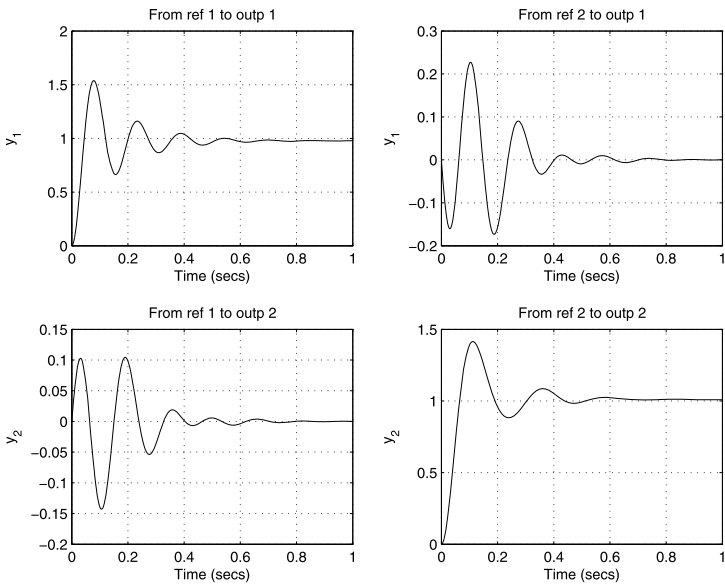 From ref 1 to outp 1
2
1.5
1
0.5
0
y1
0 0.2 0.4 0.6 0.8 1
Time (secs)
From ref 2 to outp 1
0.3
0.2
0.1
0
−0.1
−0.2
y1
0 0.2 0.4 0.6 0.8 1
Time (secs)
From ref 1 to outp 2
0.15
0.1
0.05
0
−0.05
−0.1
−0.15
−0.2
y2
0 0.2 0.4 0.6 0.8 1
Time (secs)
From ref 2 to outp 2
1.5
1
0.5
0
y2
0 0.2 0.4 0.6 0.8 1
Time (secs)